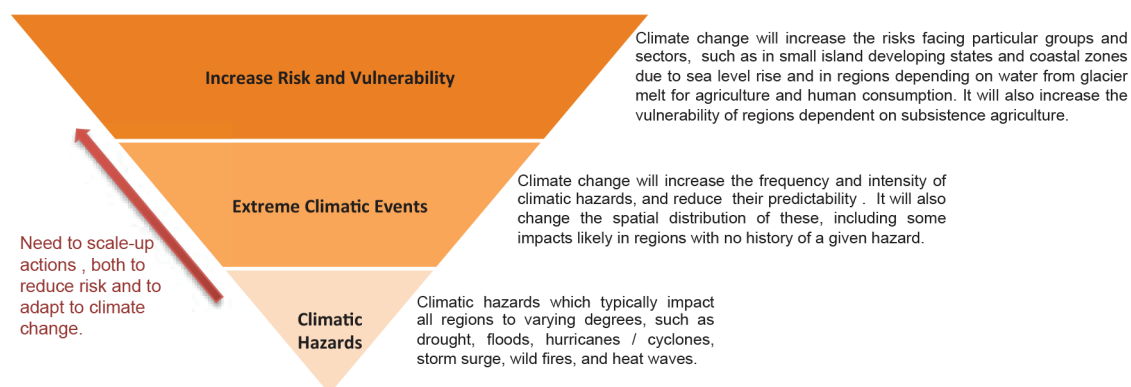 Increase Risk and Vulnerability
Climate change will increase the risks facing particular groups and
sectors, such as in small island developing states and coastal zones
due to sea level rise and in regions depending on water from glacier
melt for agriculture and human consumption. It will also increase the
vulnerability of regions dependent on subsistence agriculture.
Extreme Climatic Events
Climate change will increase the frequency and intensity of
climatic hazards, and reduce their predictability . It will also
change the spatial distribution of these, including some
impacts likely in regions with no history of a given hazard.
Need to scale-up
actions , both to
reduce risk and to
adapt to climate
change.
Climatic
Hazards
Climatic hazards which typically impact
all regions to varying degrees, such as
drought, floods, hurricanes / cyclones,
storm surge, wild fires, and heat waves.